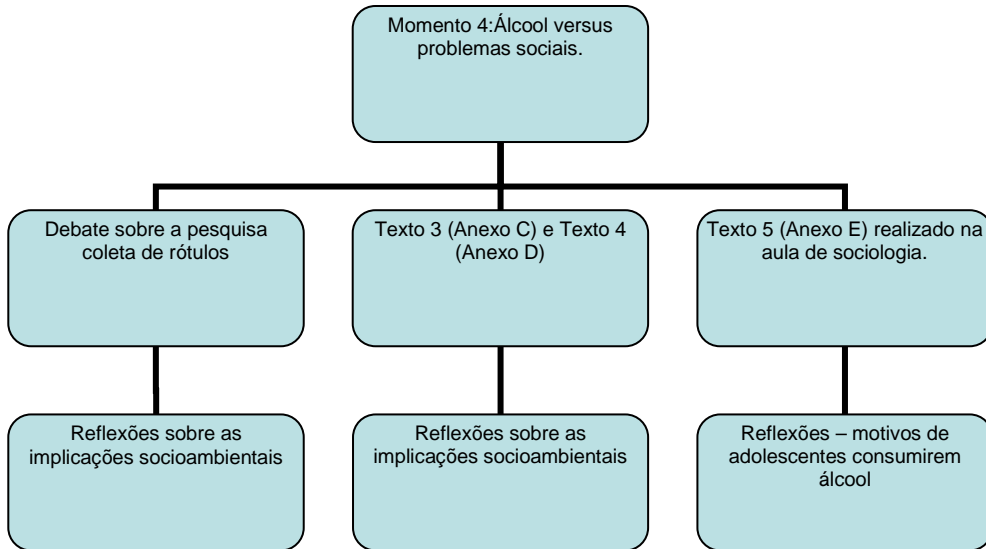 Momento 4:Álcool versus
problemas sociais.
Debate sobre a pesquisa
coleta de rótulos
Texto 3 (Anexo C) e Texto 4
(Anexo D)
Texto 5 (Anexo E) realizado na
aula de sociologia.
Reflexões sobre as
implicações socioambientais
Reflexões sobre as
implicações socioambientais
Reflexões – motivos de
adolescentes consumirem
álcool